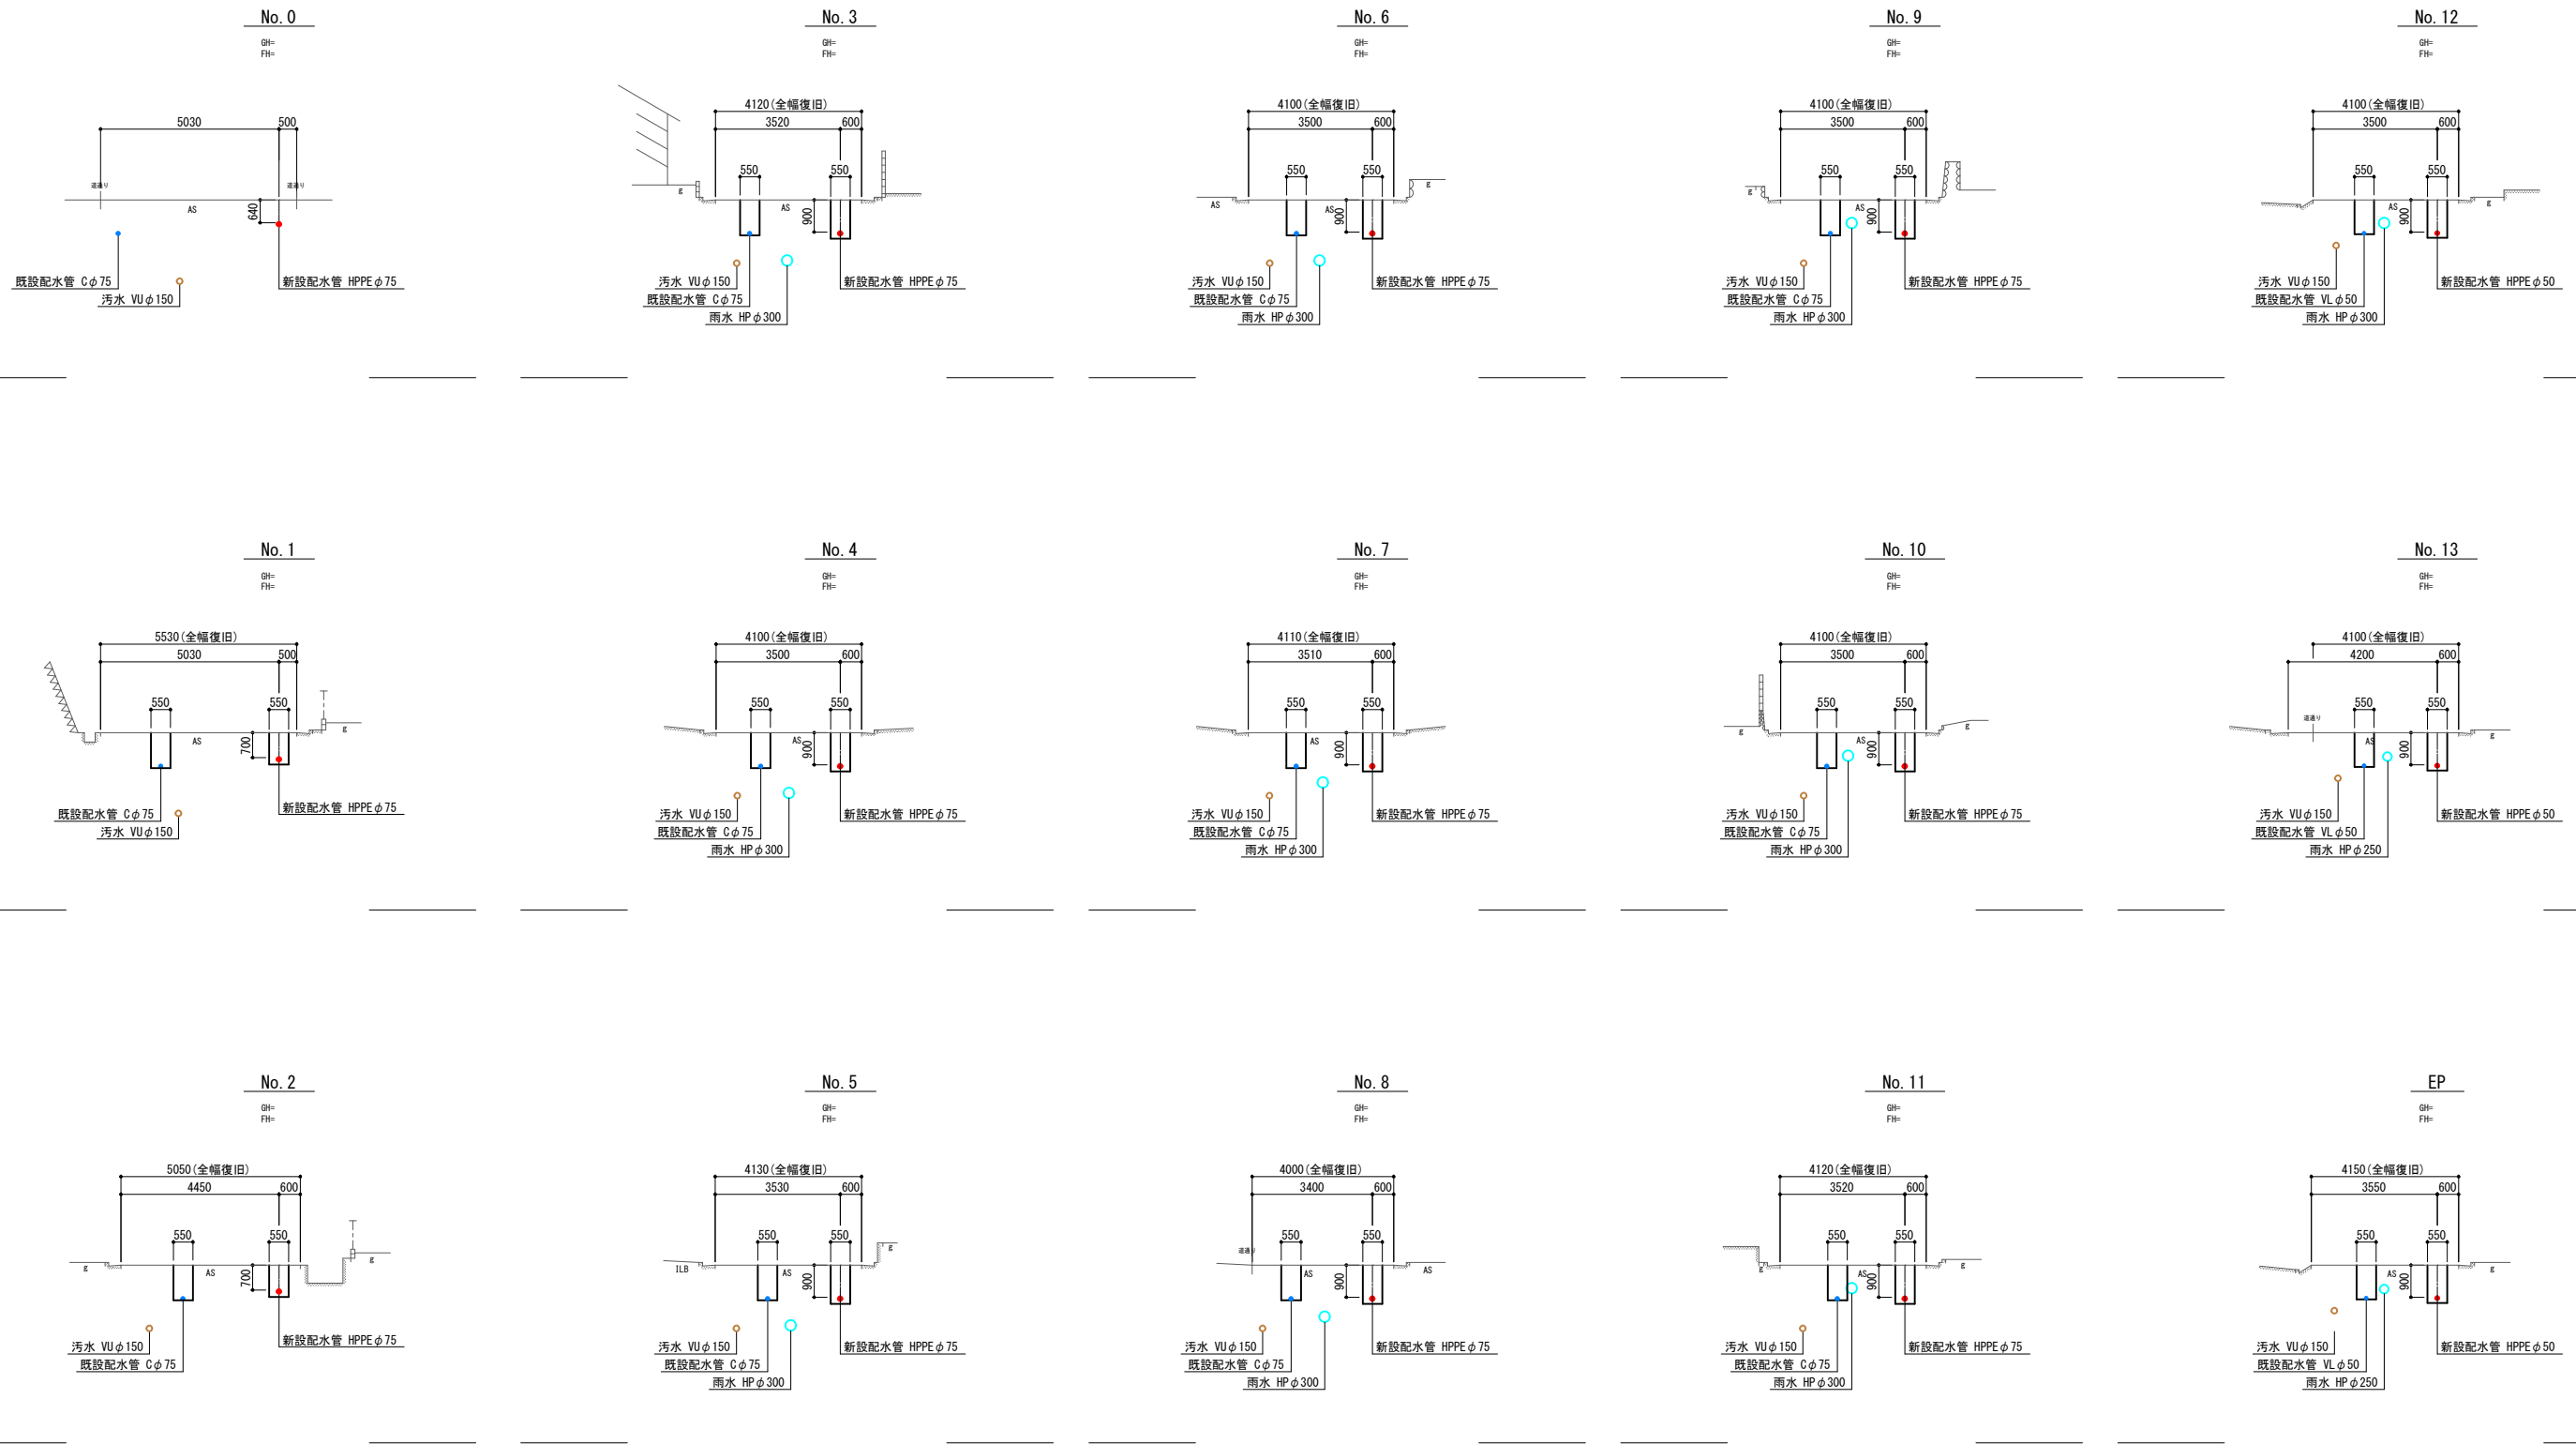 No.0
GH=
FH=
5030
500
道通り
道通り
AS
640
既設配水管 Cφ75
新設配水管 HPPEφ75
汚水 VUφ150
No.3
GH=
FH=
4120(全幅復旧)
3520
600
550
550
g
AS
900
汚水 VUφ150
新設配水管 HPPEφ75
既設配水管 Cφ75
雨水 HPφ300
No.6
GH=
FH=
4100(全幅復旧)
3500
600
550
550
g
AS
AS
900
汚水 VUφ150
新設配水管 HPPEφ75
既設配水管 Cφ75
雨水 HPφ300
No.9
GH=
FH=
4100(全幅復旧)
3500
600
550
550
g
AS
900
汚水 VUφ150
新設配水管 HPPEφ75
既設配水管 Cφ75
雨水 HPφ300
No.12
GH=
FH=
4100(全幅復旧)
3500
600
550
550
g
AS
900
汚水 VUφ150
新設配水管 HPPEφ50
既設配水管 VLφ50
雨水 HPφ300
No.1
GH=
FH=
5530(全幅復旧)
5030
500
550
550
g
AS
700
既設配水管 Cφ75
新設配水管 HPPEφ75
汚水 VUφ150
No.4
GH=
FH=
4100(全幅復旧)
3500
600
550
550
AS
900
汚水 VUφ150
新設配水管 HPPEφ75
既設配水管 Cφ75
雨水 HPφ300
No.7
GH=
FH=
4110(全幅復旧)
3510
600
550
550
AS
900
汚水 VUφ150
新設配水管 HPPEφ75
既設配水管 Cφ75
雨水 HPφ300
No.10
GH=
FH=
4100(全幅復旧)
3500
600
550
550
g
g
AS
900
汚水 VUφ150
新設配水管 HPPEφ75
既設配水管 Cφ75
雨水 HPφ300
No.13
GH=
FH=
4100(全幅復旧)
4200
600
550
550
道通り
g
AS
900
汚水 VUφ150
新設配水管 HPPEφ50
既設配水管 VLφ50
雨水 HPφ250
No.2
GH=
FH=
5050(全幅復旧)
4450
600
550
550
g
g
AS
700
汚水 VUφ150
新設配水管 HPPEφ75
既設配水管 Cφ75
No.5
GH=
FH=
4130(全幅復旧)
3530
600
550
550
g
ILB
AS
900
汚水 VUφ150
新設配水管 HPPEφ75
既設配水管 Cφ75
雨水 HPφ300
No.8
GH=
FH=
4000(全幅復旧)
3400
600
550
550
道通り
AS
AS
900
汚水 VUφ150
新設配水管 HPPEφ75
既設配水管 Cφ75
雨水 HPφ300
No.11
GH=
FH=
4120(全幅復旧)
3520
600
550
550
g
g
AS
900
汚水 VUφ150
新設配水管 HPPEφ75
既設配水管 Cφ75
雨水 HPφ300
EP
GH=
FH=
4150(全幅復旧)
3550
600
550
550
g
AS
900
汚水 VUφ150
新設配水管 HPPEφ50
既設配水管 VLφ50
雨水 HPφ250